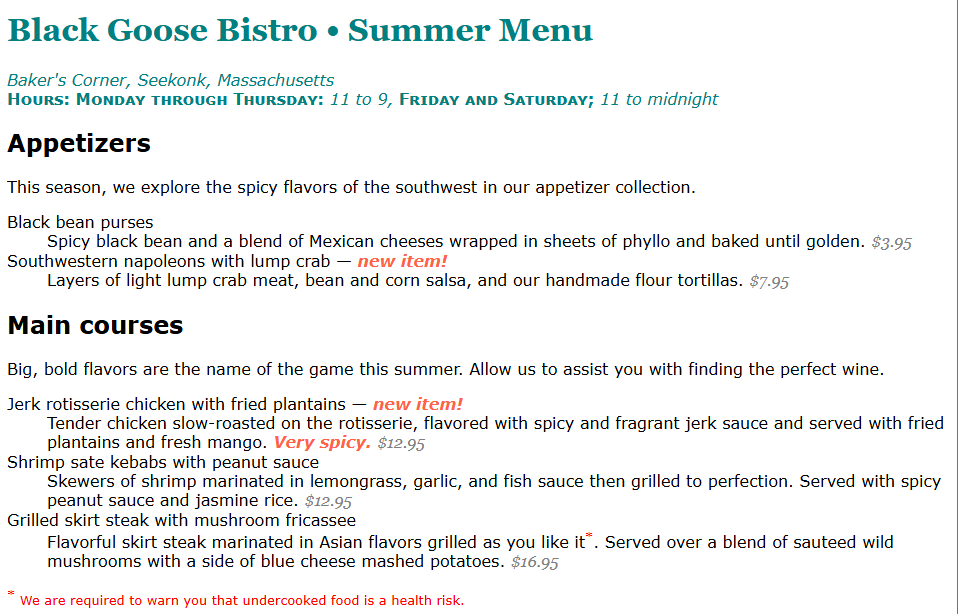 Black Goose Bistro • Summer Menu
Baker's Corner, Seekonk, Massachusetts
Hours: Monday through Thursday: 11 to 9, Friday and Saturday; 11 to midnight
Appetizers
This season, we explore the spicy flavors of the southwest in our appetizer collection.
Black bean purses
Spicy black bean and a blend of Mexican cheeses wrapped in sheets of phyllo and baked until golden. $3.95
Southwestern napoleons with lump crab — new item!
Layers of light lump crab meat, bean and corn salsa, and our handmade flour tortillas. $7.95
Main courses
Big, bold flavors are the name of the game this summer. Allow us to assist you with finding the perfect wine.
Jerk rotisserie chicken with fried plantains — new item!
Tender chicken slow-roasted on the rotisserie, flavored with spicy and fragrant jerk sauce and served with fried
plantains and fresh mango. Very spicy. $12.95
Shrimp sate kebabs with peanut sauce
Skewers of shrimp marinated in lemongrass, garlic, and fish sauce then grilled to perfection. Served with spicy
peanut sauce and jasmine rice. $12.95
Grilled skirt steak with mushroom fricassee
Flavorful skirt steak marinated in Asian flavors grilled as you like it*. Served over a blend of sauteed wild
mushrooms with a side of blue cheese mashed potatoes. $16.95
* We are required to warn you that undercooked food is a health risk.